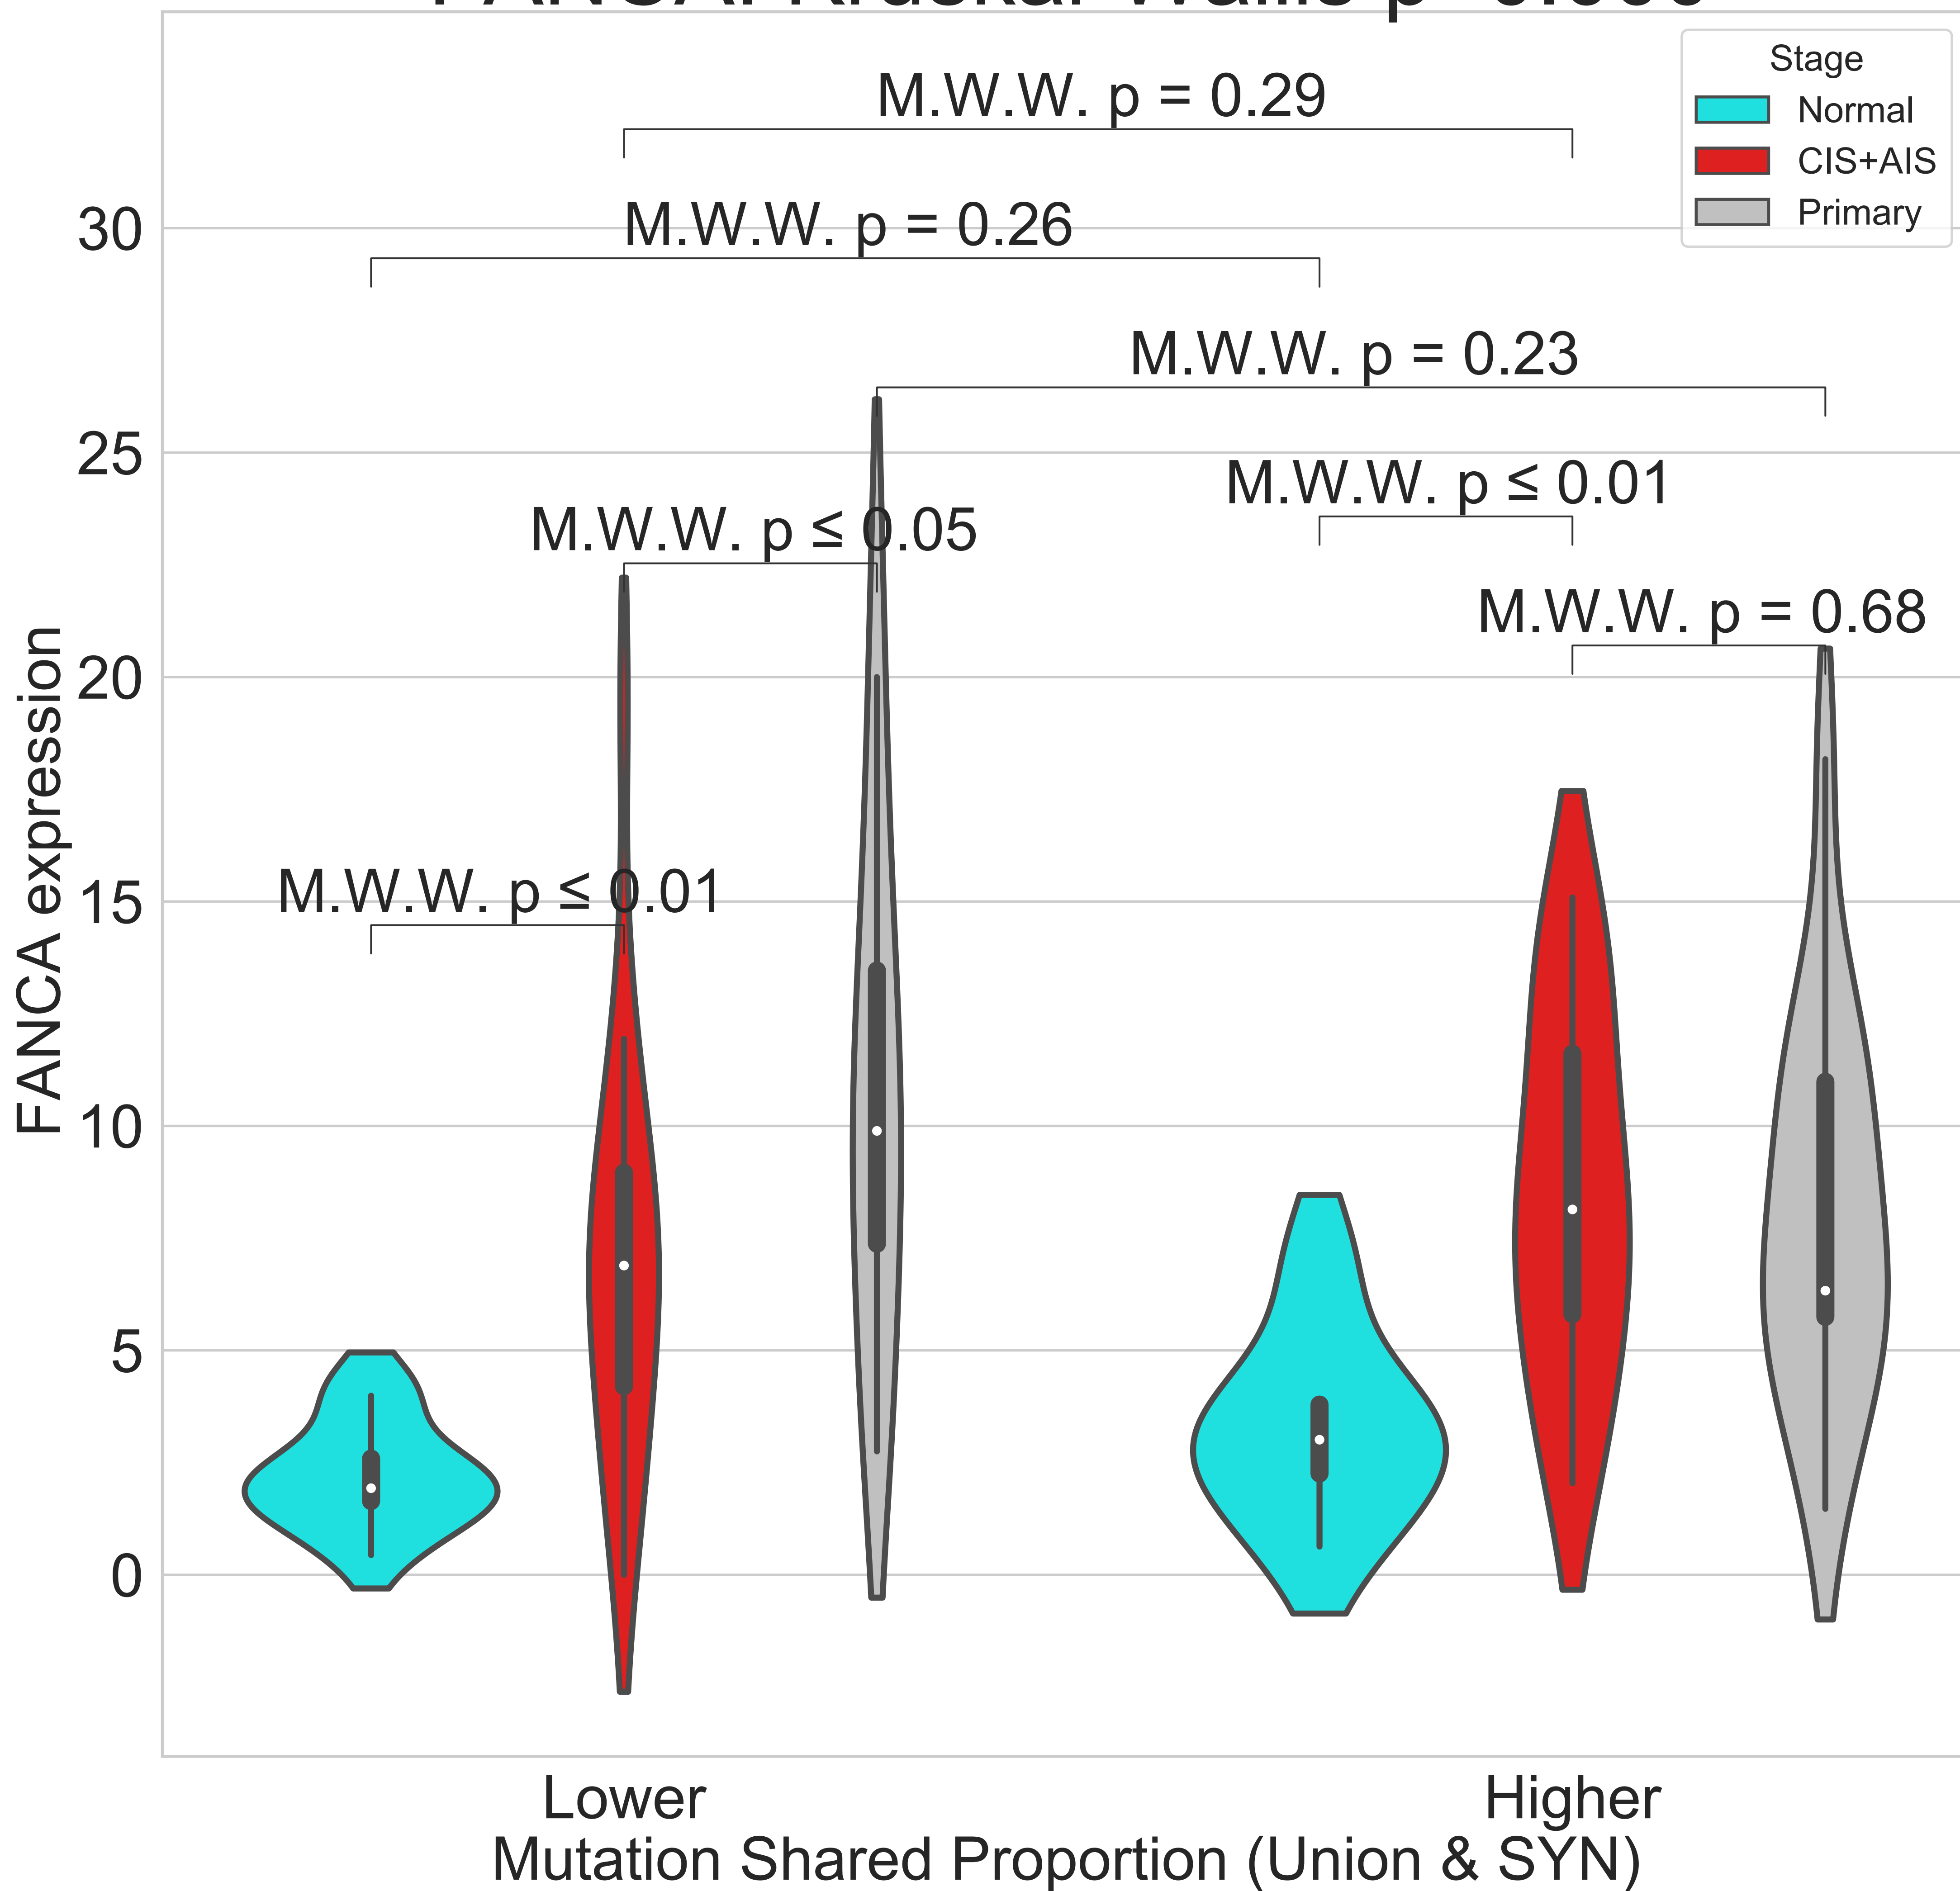 Stage
Normal
CIS+AIS
Primary
M.W.W. p = 0.29
M.W.W. p = 0.26
M.W.W. p = 0.23
M.W.W. p ≤ 0.01
M.W.W. p ≤ 0.05
M.W.W. p = 0.68
M.W.W. p ≤ 0.01
30
25
20
15
10
5
0
FANCA expression
Lower
Higher
Mutation Shared Proportion (Union & SYN)